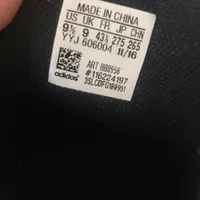 MADE IN CHINA
US UK FR JP CHN
9½ 9 43⅓ 275 265
YYJ 606004 11/16
ART BB8956
#116224197
adidas